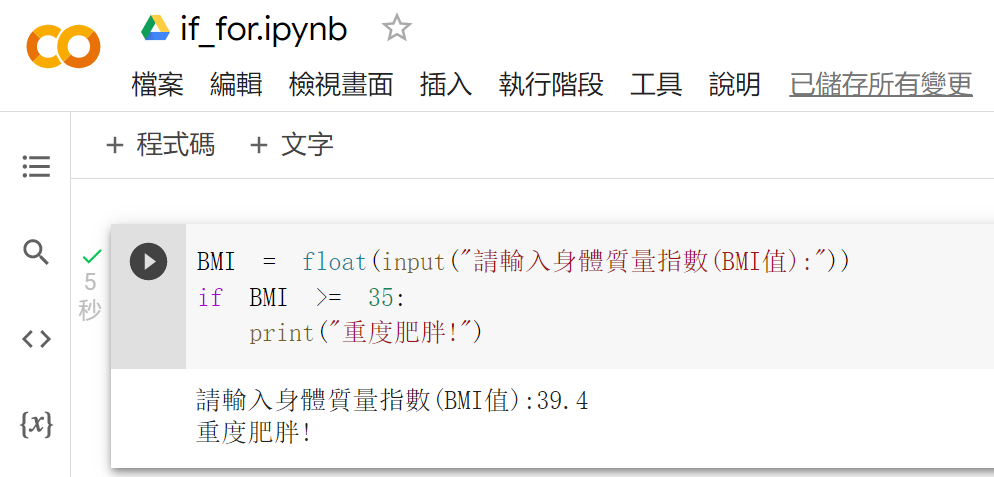 if_for.ipynb
檔案 編輯 檢視畫面 插入 執行階段 工具 說明 已儲存所有變更
+ 程式碼 + 文字
BMI = float(input("請輸入身體質量指數(BMI值):"))
if BMI >= 35:
    print("重度肥胖!")
5
秒
{x}
請輸入身體質量指數(BMI值):39.4
重度肥胖!